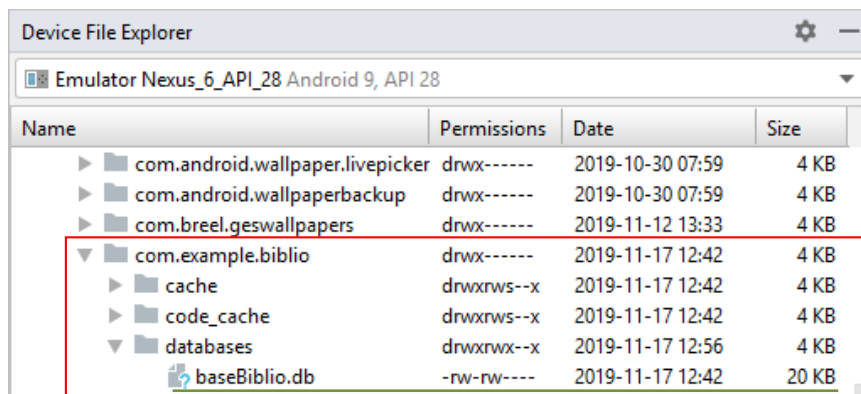 Device File Explorer
Emulator Nexus_6_API_28 Android 9, API 28
Name Permissions Date Size
com.android.wallpaper.livepicker drwx------ 2019-10-30 07:59 4 KB
com.android.wallpaperbackup drwx------ 2019-10-30 07:59 4 KB
com.breel.geswallpapers drwx------ 2019-11-12 13:33 4 KB
com.example.biblio drwx------ 2019-11-17 12:42 4 KB
cache drwxrws--x 2019-11-17 12:42 4 KB
code_cache drwxrws--x 2019-11-17 12:42 4 KB
databases drwxrwx--x 2019-11-17 12:56 4 KB
baseBiblio.db -rw-rw---- 2019-11-17 12:42 20 KB